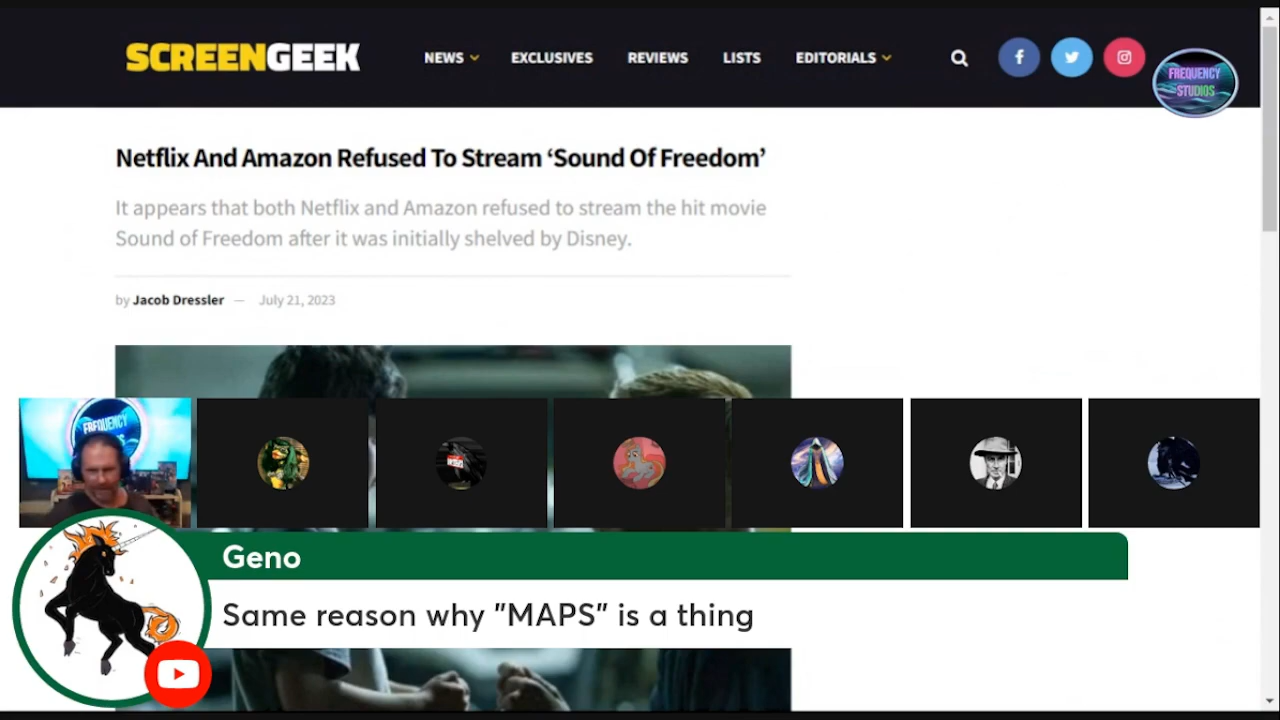 SCREENGEEK
NEWS EXCLUSIVES REVIEWS LISTS EDITORIALS
FREQUENCY
STUDIOS
Netflix And Amazon Refused To Stream ‘Sound Of Freedom’
It appears that both Netflix and Amazon refused to stream the hit movie
Sound of Freedom after it was initially shelved by Disney.
by Jacob Dressler — July 21, 2023
FREQUENCY
Geno
Same reason why "MAPS" is a thing